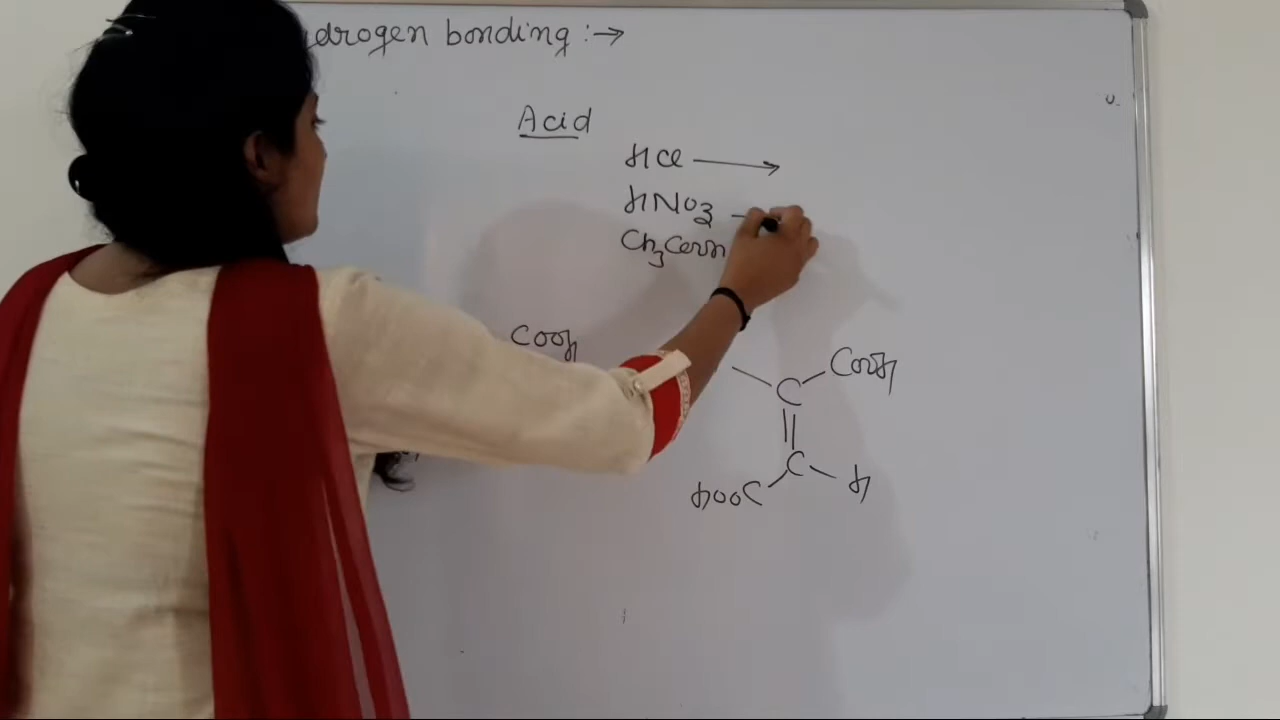 drogen bonding :→
Acid
HCl ⟶
HNO3 –
CH3COOH
COOH
C COOH
||
C
HOOC H